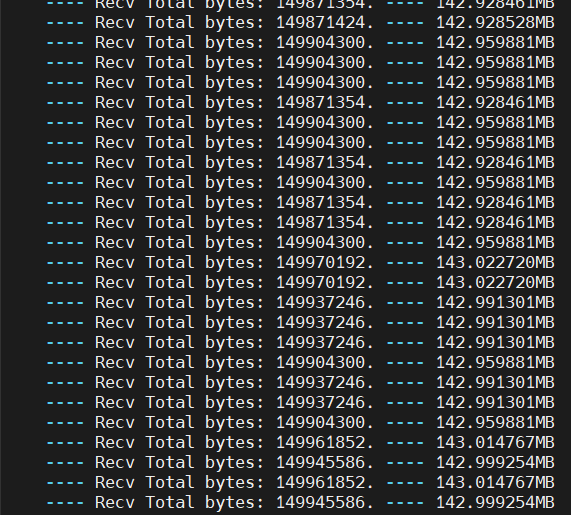 ---- Recv Total bytes: 149871354. ---- 142.928461MB
---- Recv Total bytes: 149871424. ---- 142.928528MB
---- Recv Total bytes: 149904300. ---- 142.959881MB
---- Recv Total bytes: 149904300. ---- 142.959881MB
---- Recv Total bytes: 149904300. ---- 142.959881MB
---- Recv Total bytes: 149871354. ---- 142.928461MB
---- Recv Total bytes: 149904300. ---- 142.959881MB
---- Recv Total bytes: 149871354. ---- 142.928461MB
---- Recv Total bytes: 149904300. ---- 142.959881MB
---- Recv Total bytes: 149871354. ---- 142.928461MB
---- Recv Total bytes: 149871354. ---- 142.928461MB
---- Recv Total bytes: 149904300. ---- 142.959881MB
---- Recv Total bytes: 149970192. ---- 143.022720MB
---- Recv Total bytes: 149970192. ---- 143.022720MB
---- Recv Total bytes: 149937246. ---- 142.991301MB
---- Recv Total bytes: 149937246. ---- 142.991301MB
---- Recv Total bytes: 149937246. ---- 142.991301MB
---- Recv Total bytes: 149904300. ---- 142.959881MB
---- Recv Total bytes: 149937246. ---- 142.991301MB
---- Recv Total bytes: 149937246. ---- 142.991301MB
---- Recv Total bytes: 149904300. ---- 142.959881MB
---- Recv Total bytes: 149961852. ---- 143.014767MB
---- Recv Total bytes: 149945586. ---- 142.999254MB
---- Recv Total bytes: 149961852. ---- 143.014767MB
---- Recv Total bytes: 149945586. ---- 142.999254MB